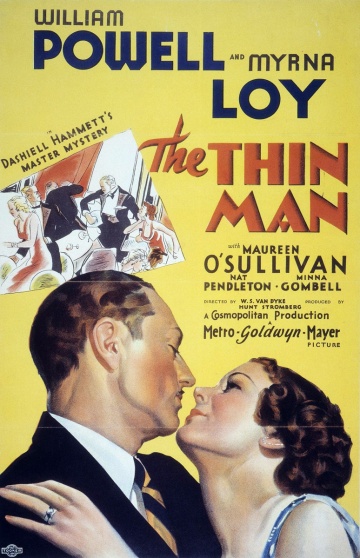 WILLIAM
POWELL AND MYRNA
LOY
in
DASHIELL HAMMETT'S
MASTER MYSTERY
The THIN
MAN
with MAUREEN
O'SULLIVAN
NAT MINNA
PENDLETON - GOMBELL
DIRECTED BY W. S. VAN DYKE PRODUCED BY
HUNT STROMBERG
A Cosmopolitan Production
A
Metro-Goldwyn-Mayer
PICTURE